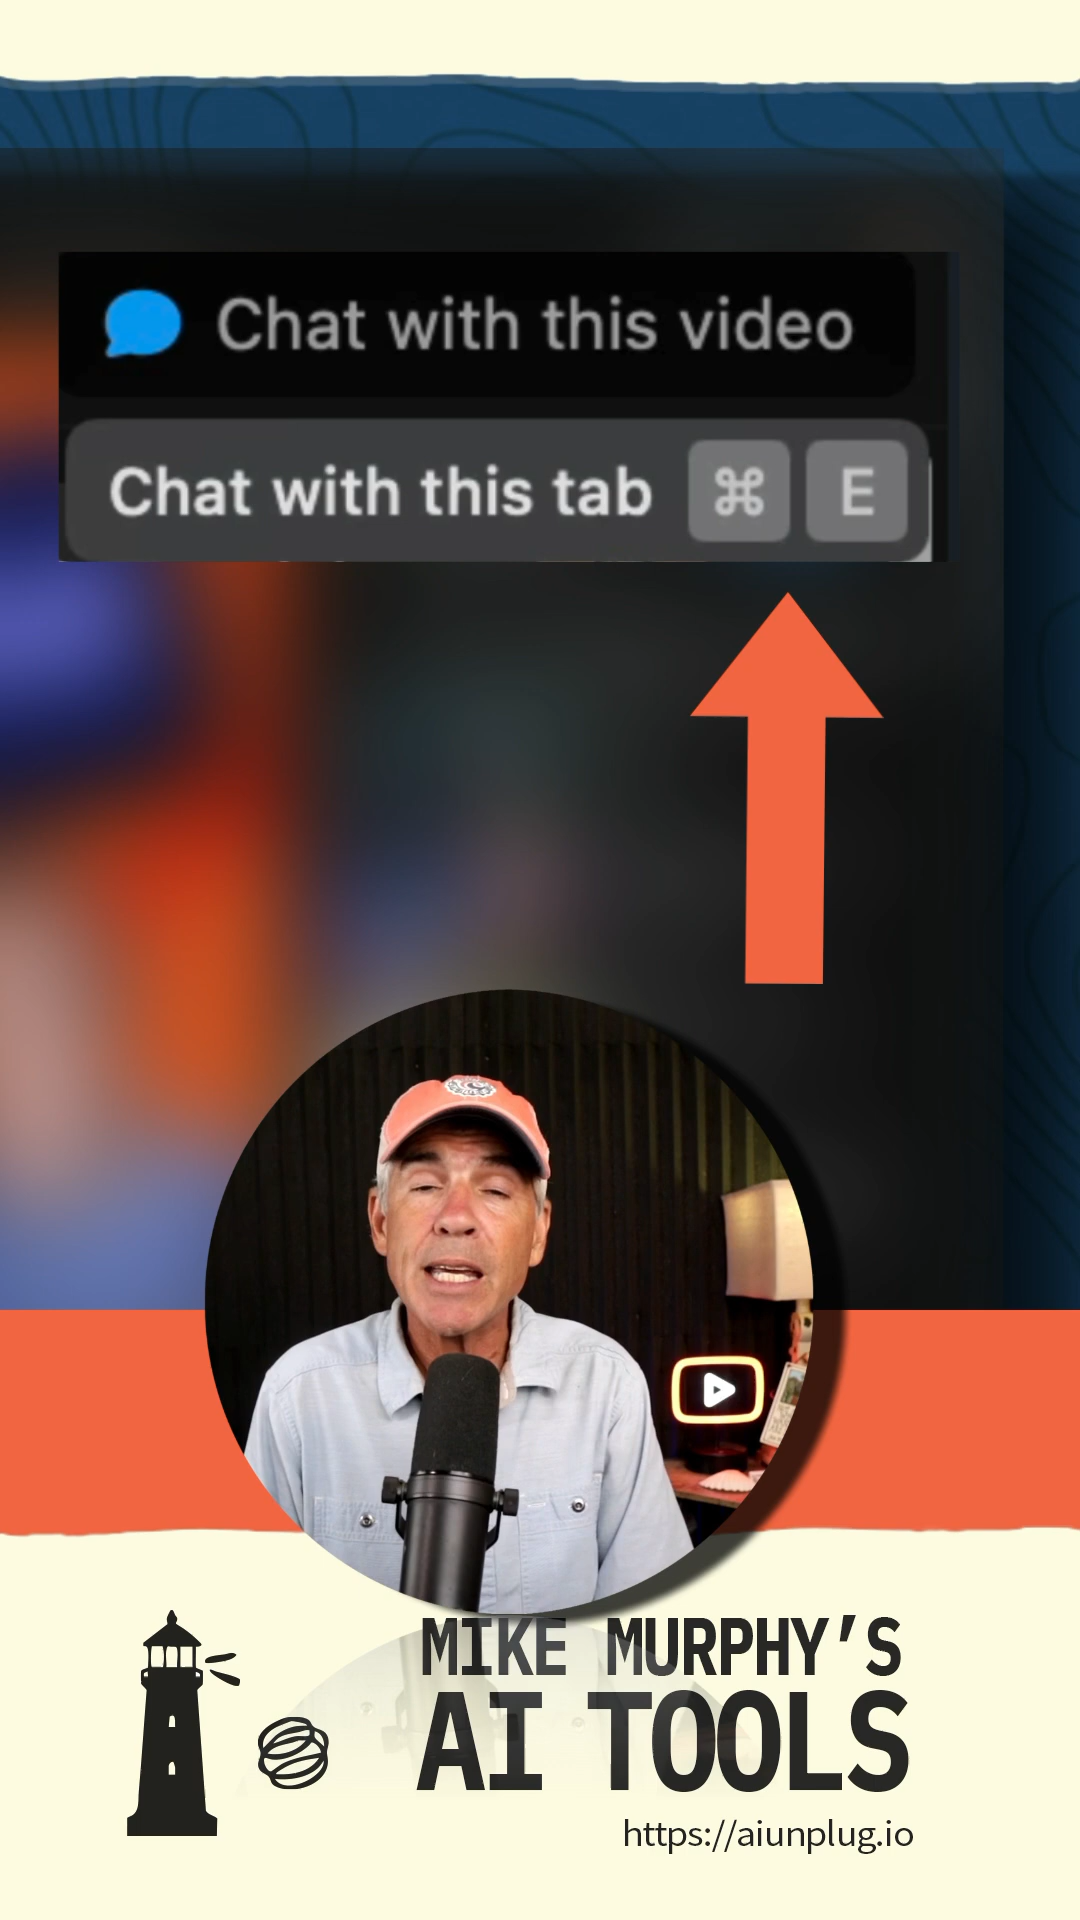 Chat with this video
Chat with this tab ⌘ E
MIKE MURPHY'S
AI TOOLS
https://aiunplug.io